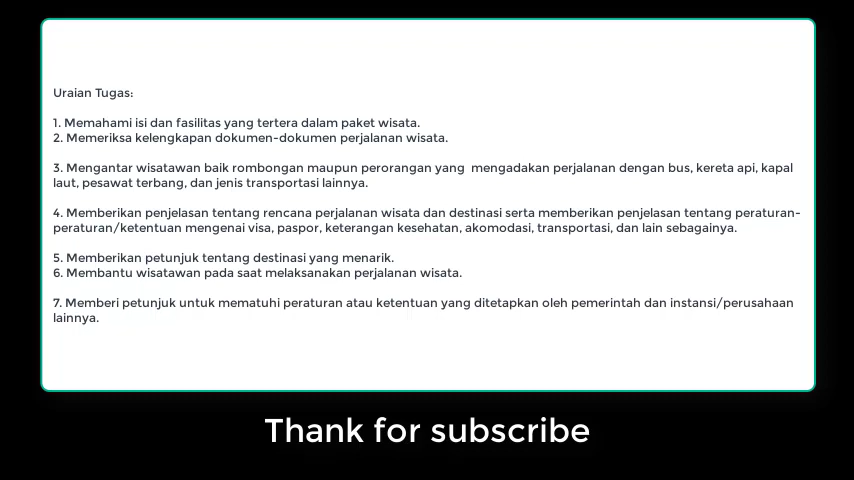 Uraian Tugas:
1. Memahami isi dan fasilitas yang tertera dalam paket wisata.
2. Memeriksa kelengkapan dokumen-dokumen perjalanan wisata.
3. Mengantar wisatawan baik rombongan maupun perorangan yang  mengadakan perjalanan dengan bus, kereta api, kapal
laut, pesawat terbang, dan jenis transportasi lainnya.
4. Memberikan penjelasan tentang rencana perjalanan wisata dan destinasi serta memberikan penjelasan tentang peraturan-
peraturan/ketentuan mengenai visa, paspor, keterangan kesehatan, akomodasi, transportasi, dan lain sebagainya.
5. Memberikan petunjuk tentang destinasi yang menarik.
6. Membantu wisatawan pada saat melaksanakan perjalanan wisata.
7. Memberi petunjuk untuk mematuhi peraturan atau ketentuan yang ditetapkan oleh pemerintah dan instansi/perusahaan
lainnya.
Thank for subscribe